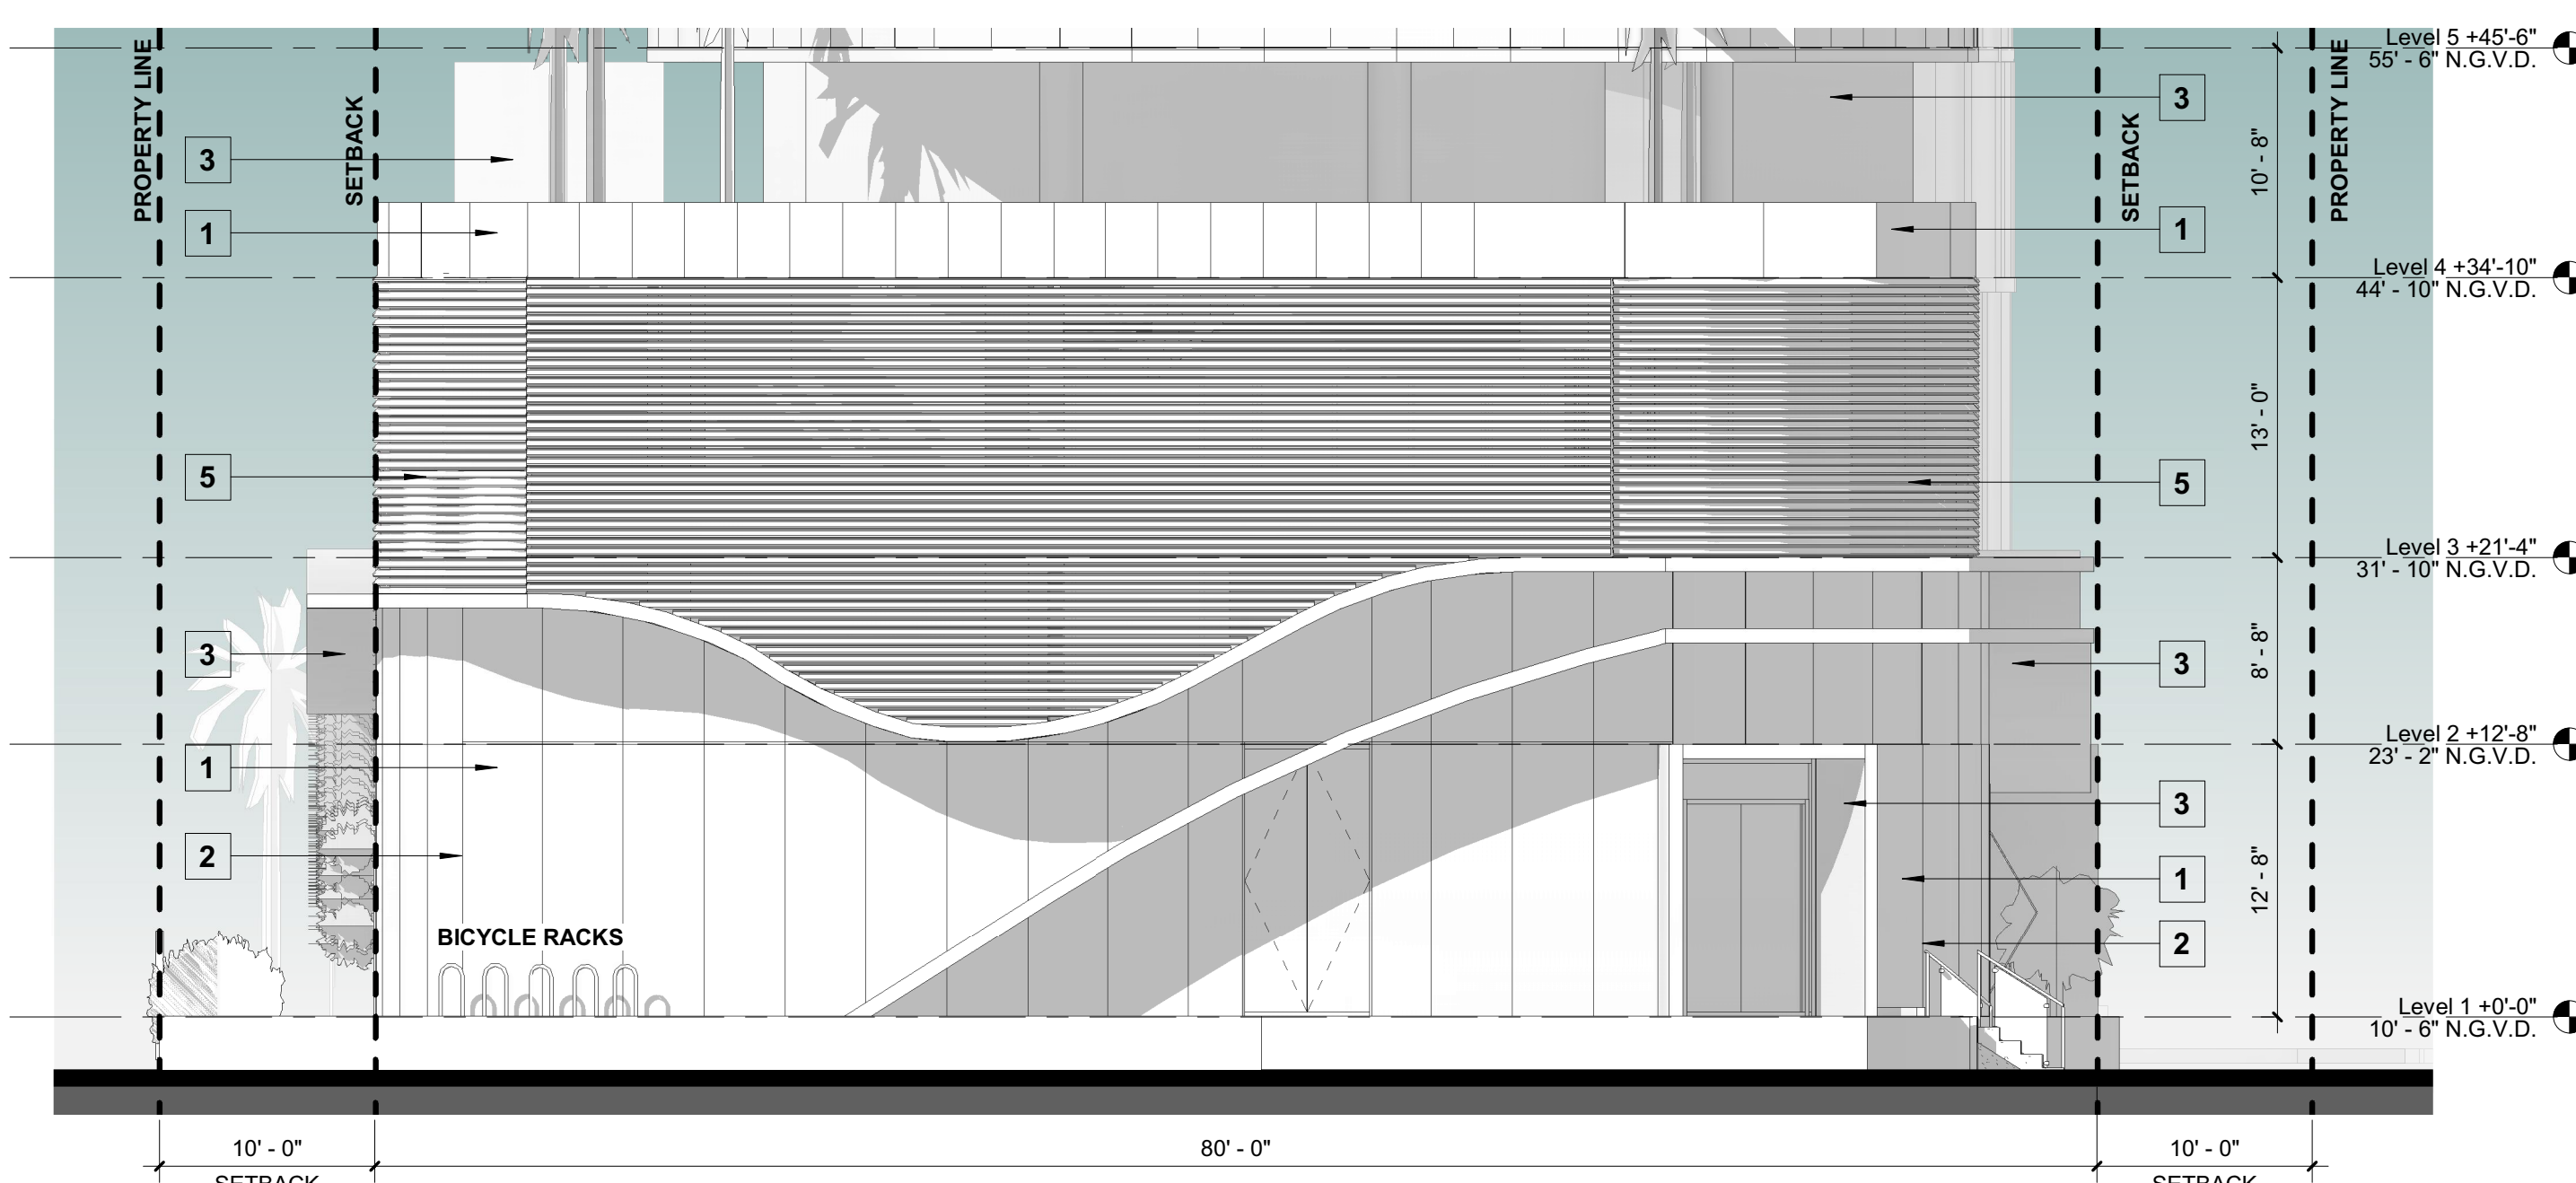 PROPERTY LINE
SETBACK
3
1
5
3
1
2
BICYCLE RACKS
3
1
5
3
3
1
2
SETBACK
PROPERTY LINE
10' - 8"
13' - 0"
8' - 8"
12' - 8"
Level 5 +45'-6"
55' - 6" N.G.V.D.
Level 4 +34'-10"
44' - 10" N.G.V.D.
Level 3 +21'-4"
31' - 10" N.G.V.D.
Level 2 +12'-8"
23' - 2" N.G.V.D.
Level 1 +0'-0"
10' - 6" N.G.V.D.
10' - 0"
80' - 0"
10' - 0"
SETBACK
SETBACK